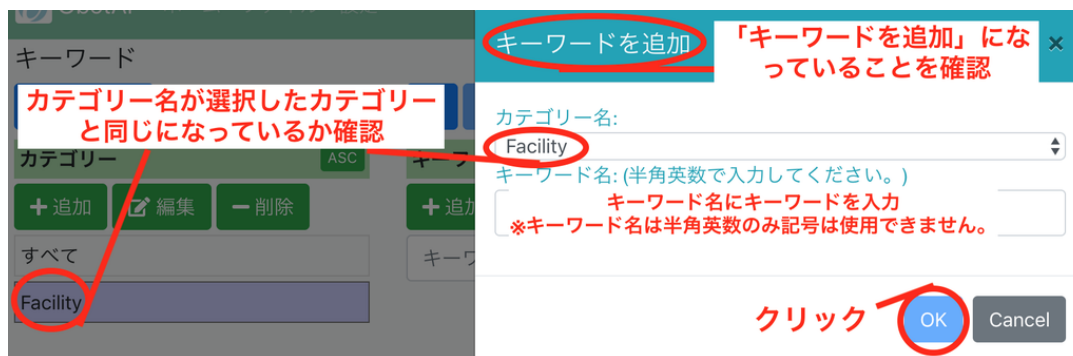 キーワード
カテゴリー名が選択したカテゴリー
と同じになっているか確認
カテゴリー
ASC
追加
編集
削除
追加
すべて
Facility
キーワードを追加
「キーワードを追加」にな
っていることを確認
×
カテゴリー名:
Facility
キーワード名: (半角英数で入力してください。)
キーワード名にキーワードを入力
※キーワード名は半角英数のみ記号は使用できません。
クリック
OK
Cancel